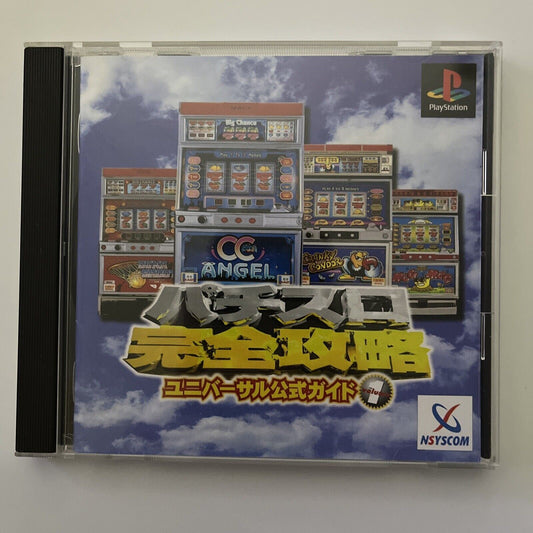 PlayStation
Big Chance
CC
ANGEL
パチスロ
完全攻略
ユニバーサル公式ガイド
1
NSYSCOM